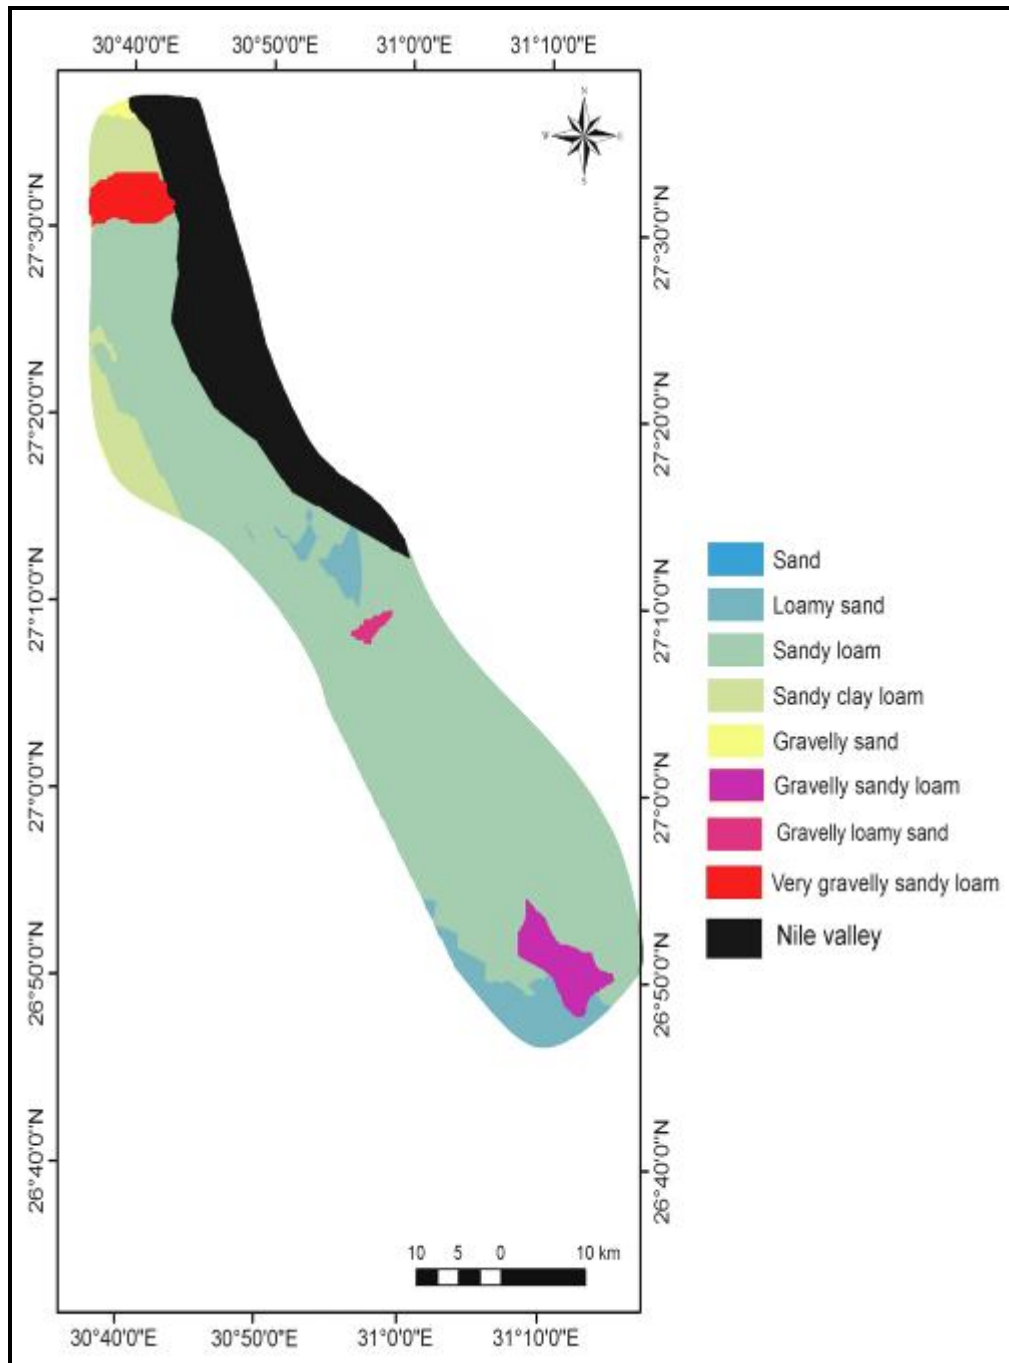 30°40'0"E 30°50'0"E 31°0'0"E 31°10'0"E
N
W E
S
27°30'0"N 27°30'0"N
27°20'0"N 27°20'0"N
27°10'0"N 27°10'0"N
27°0'0"N 27°0'0"N
26°50'0"N 26°50'0"N
26°40'0"N 26°40'0"N
Sand
Loamy sand
Sandy loam
Sandy clay loam
Gravelly sand
Gravelly sandy loam
Gravelly loamy sand
Very gravelly sandy loam
Nile valley
10 5 0 10 km
30°40'0"E 30°50'0"E 31°0'0"E 31°10'0"E